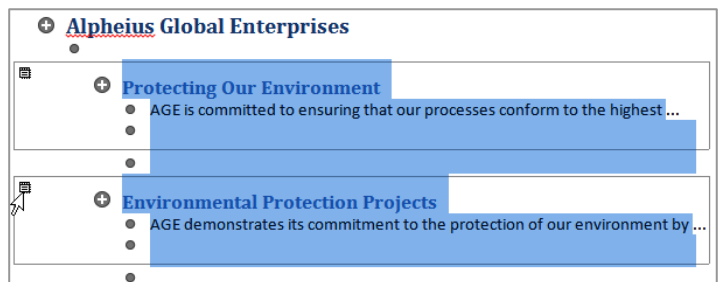 Alpheius Global Enterprises
Protecting Our Environment
AGE is committed to ensuring that our processes conform to the highest ...
Environmental Protection Projects
AGE demonstrates its commitment to the protection of our environment by ...